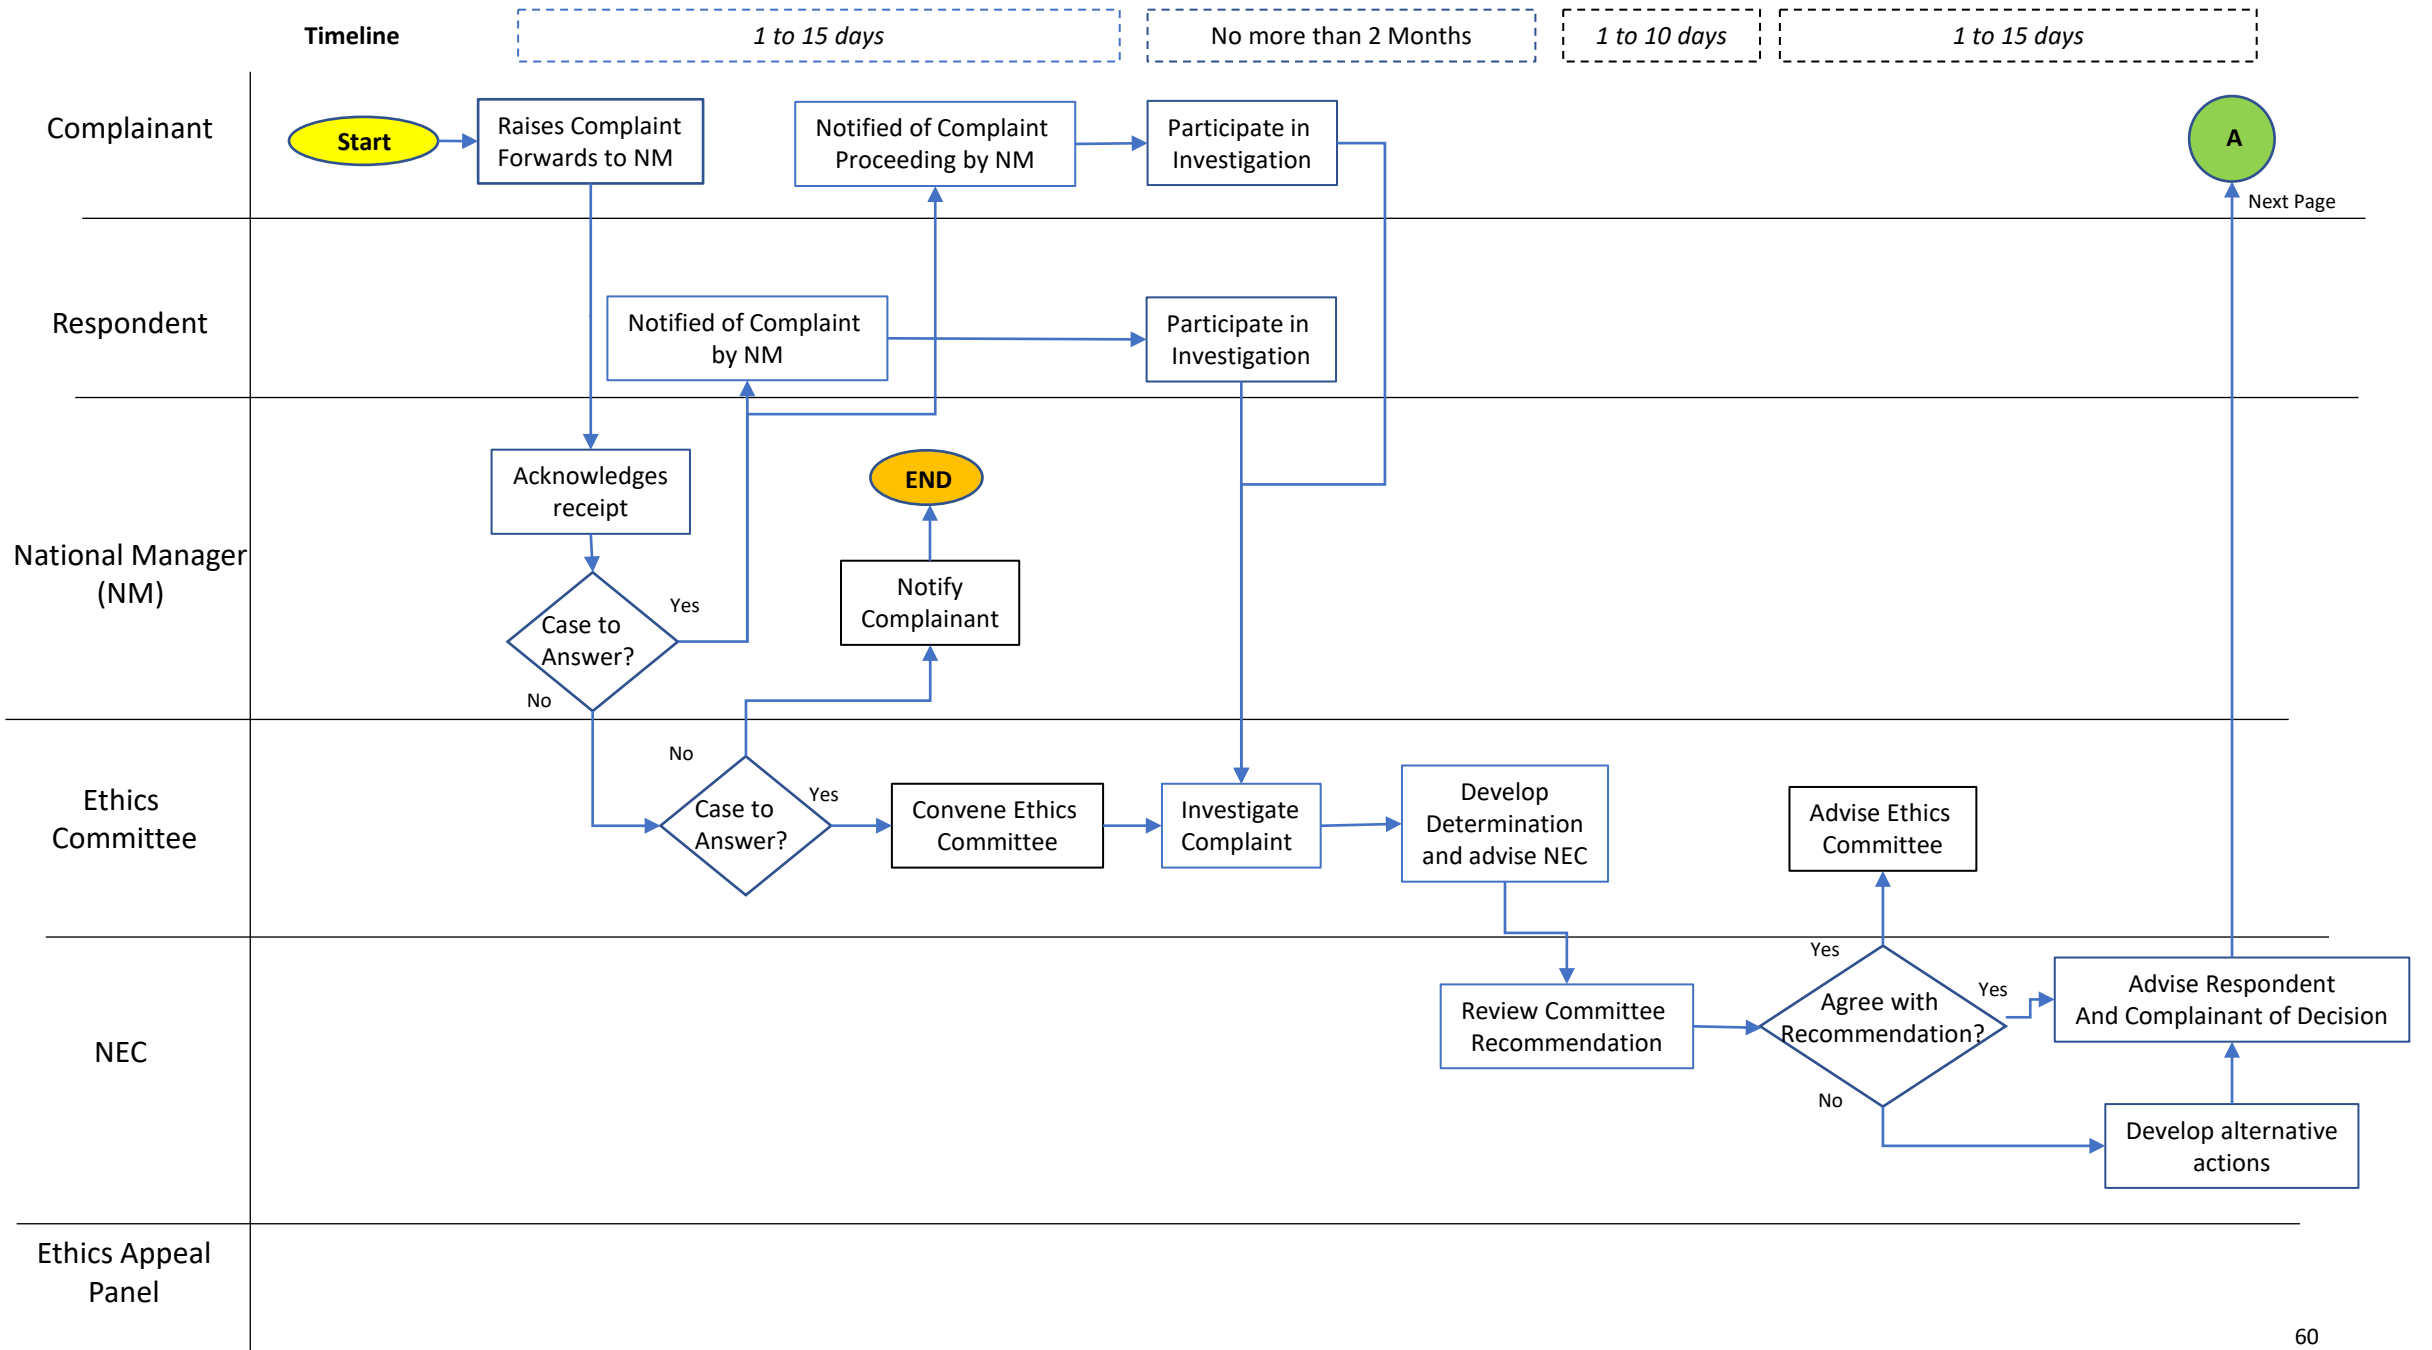 Timeline
1 to 15 days
No more than 2 Months
1 to 10 days
1 to 15 days
Complainant
Start
Raises Complaint
Forwards to NM
Notified of Complaint
Proceeding by NM
Participate in
Investigation
A
Next Page
Respondent
Notified of Complaint
by NM
Participate in
Investigation
National Manager
(NM)
Acknowledges
receipt
END
Case to
Answer?
Yes
No
Notify
Complainant
Ethics
Committee
No
Case to
Answer?
Yes
Convene Ethics
Committee
Investigate
Complaint
Develop
Determination
and advise NEC
Advise Ethics
Committee
NEC
Review Committee
Recommendation
Yes
Agree with
Recommendation?
Yes
No
Advise Respondent
And Complainant of Decision
Develop alternative
actions
Ethics Appeal
Panel
60